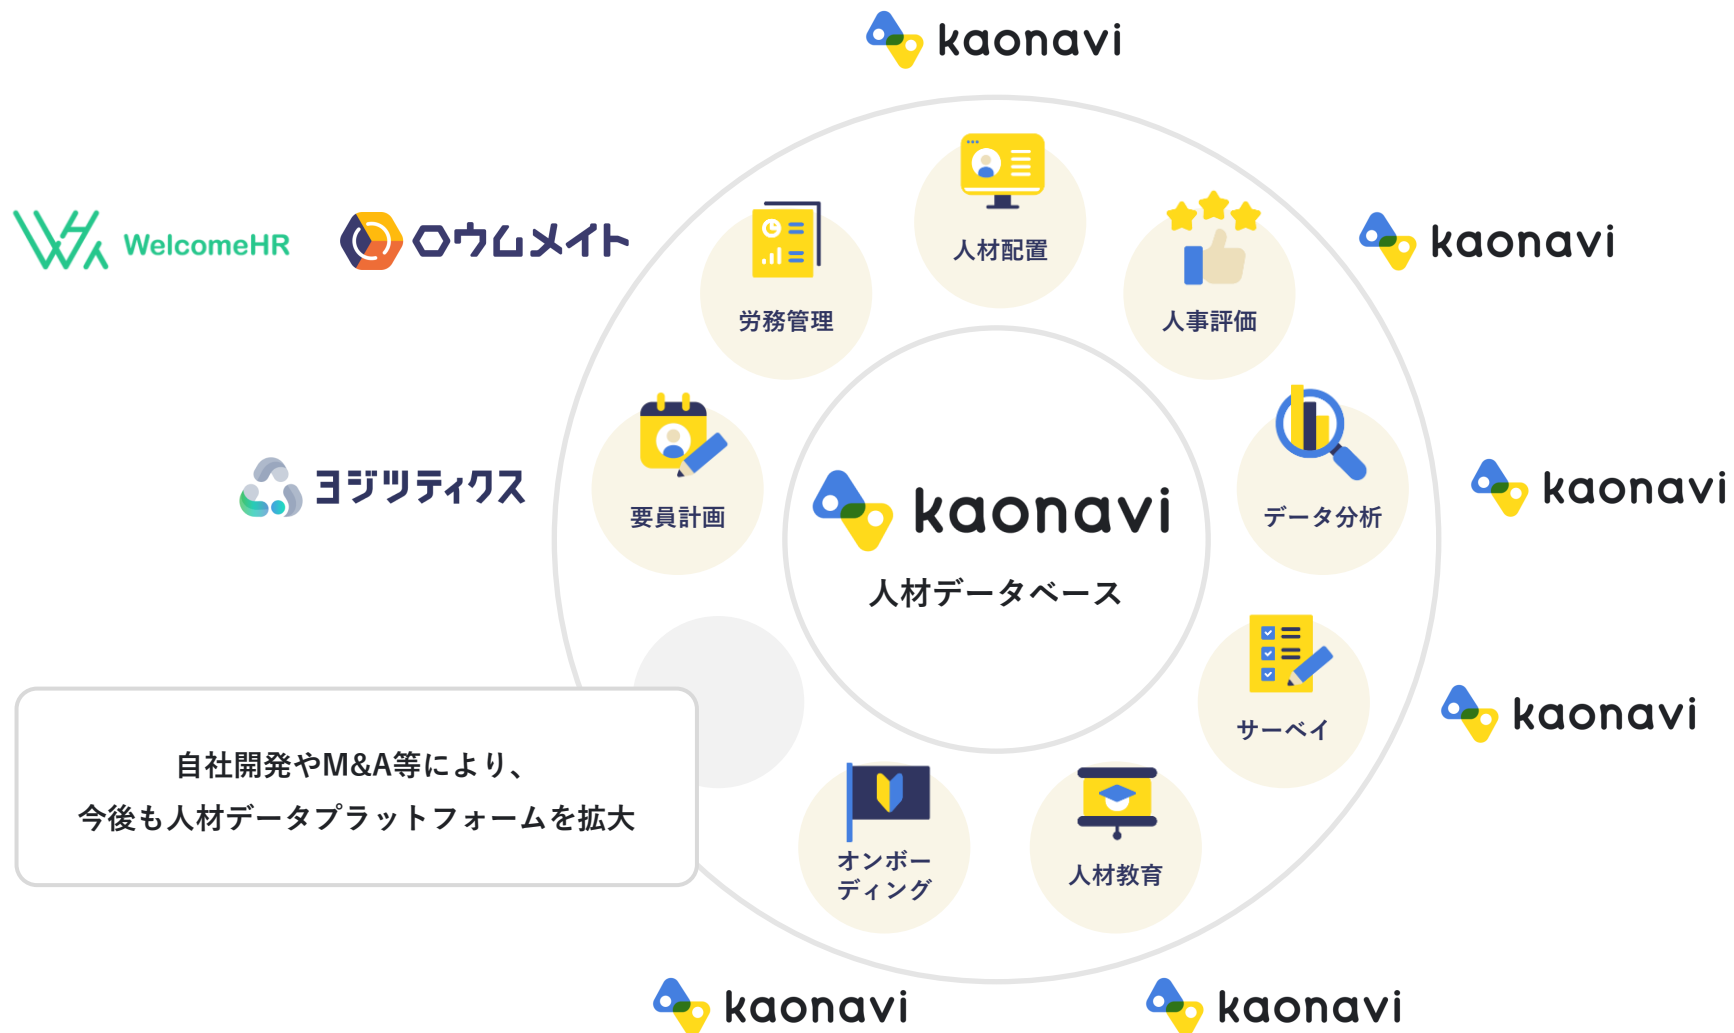 kaonavi
WelcomeHR
ロウムメイト
kaonavi
人材配置
労務管理
人事評価
ヨジツティクス
要員計画
kaonavi
人材データベース
データ分析
kaonavi
サーベイ
kaonavi
自社開発やM&A等により、
今後も人材データプラットフォームを拡大
オンボー
ディング
人材教育
kaonavi
kaonavi